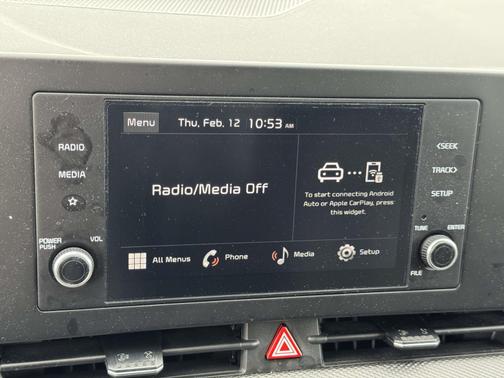 Menu Thu, Feb. 12 10:53 AM
RADIO
MEDIA
POWER
PUSH
VOL
Radio/Media Off
To start connecting Android
Auto or Apple CarPlay, press
this widget.
All Menus Phone Media Setup
<SEEK
TRACK>
SETUP
TUNE ENTER
FILE